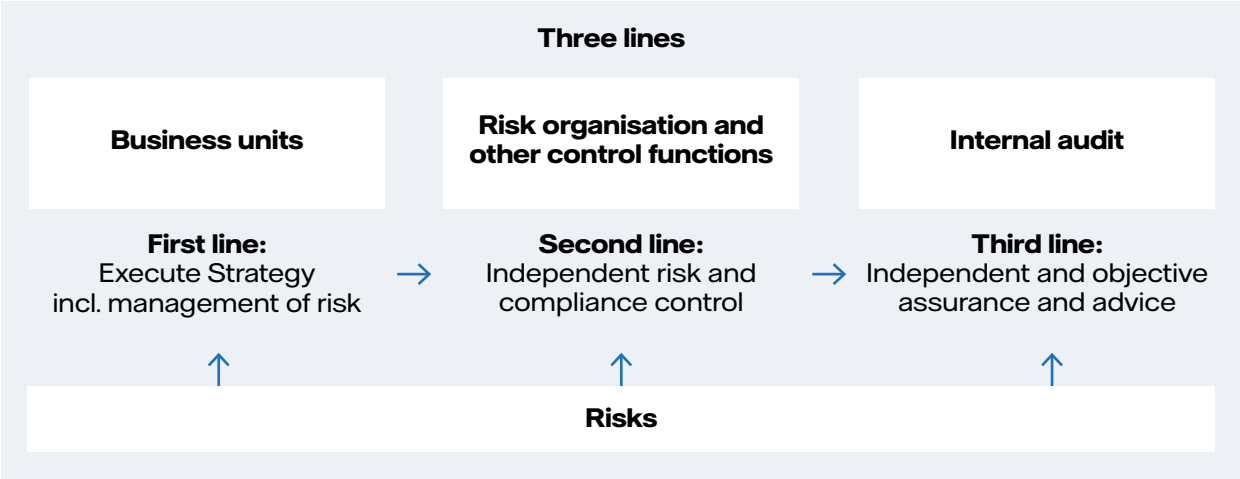 Three lines
Business units
Risk organisation and
other control functions
Internal audit
First line:
Execute Strategy
incl. management of risk
Second line:
Independent risk and
compliance control
Third line:
Independent and objective
assurance and advice
Risks